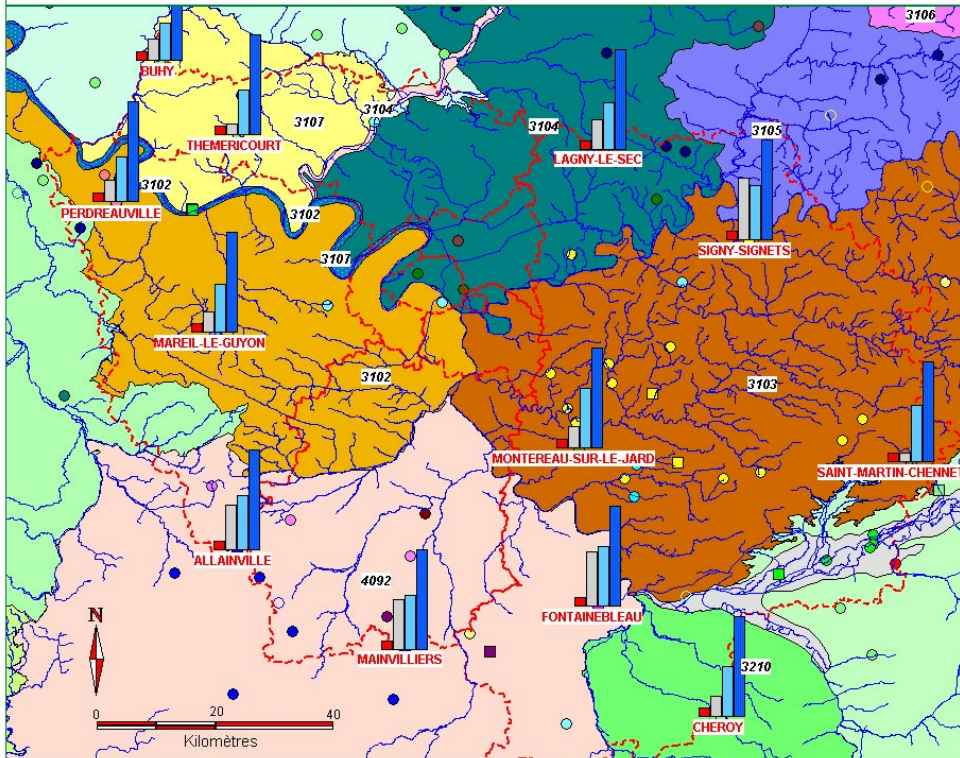 3106
BUHY
3104
3107
3104
3105
THEMERICOURT
LAGNY-LE-SEC
3102
PERDREAUVILLE
3102
SIGNY-SIGNETS
3107
MAREIL-LE-GUYON
3102
3103
MONTEREAU-SUR-LE-JARD
SAINT-MARTIN-CHENNET
ALLAINVILLE
4092
FONTAINEBLEAU
N
MAINVILLIERS
3210
0 20 40
CHEROY
Kilomètres